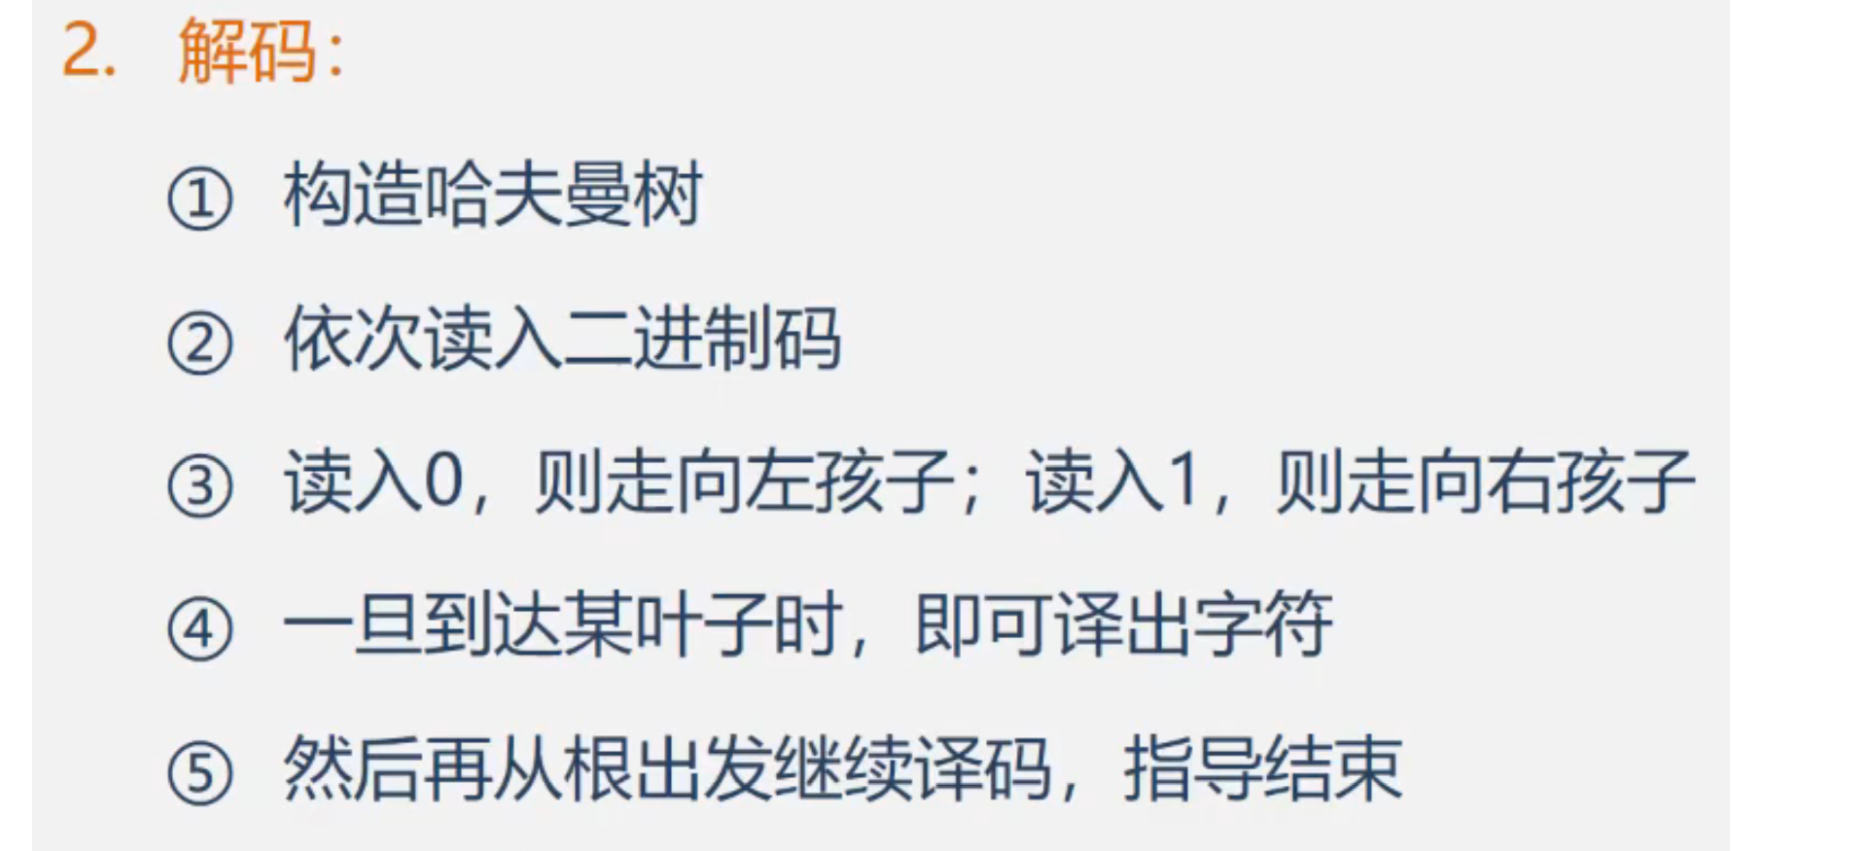 2. 解码：
① 构造哈夫曼树
② 依次读入二进制码
③ 读入0，则走向左孩子；读入1，则走向右孩子
④ 一旦到达某叶子时，即可译出字符
⑤ 然后再从根出发继续译码，指导结束